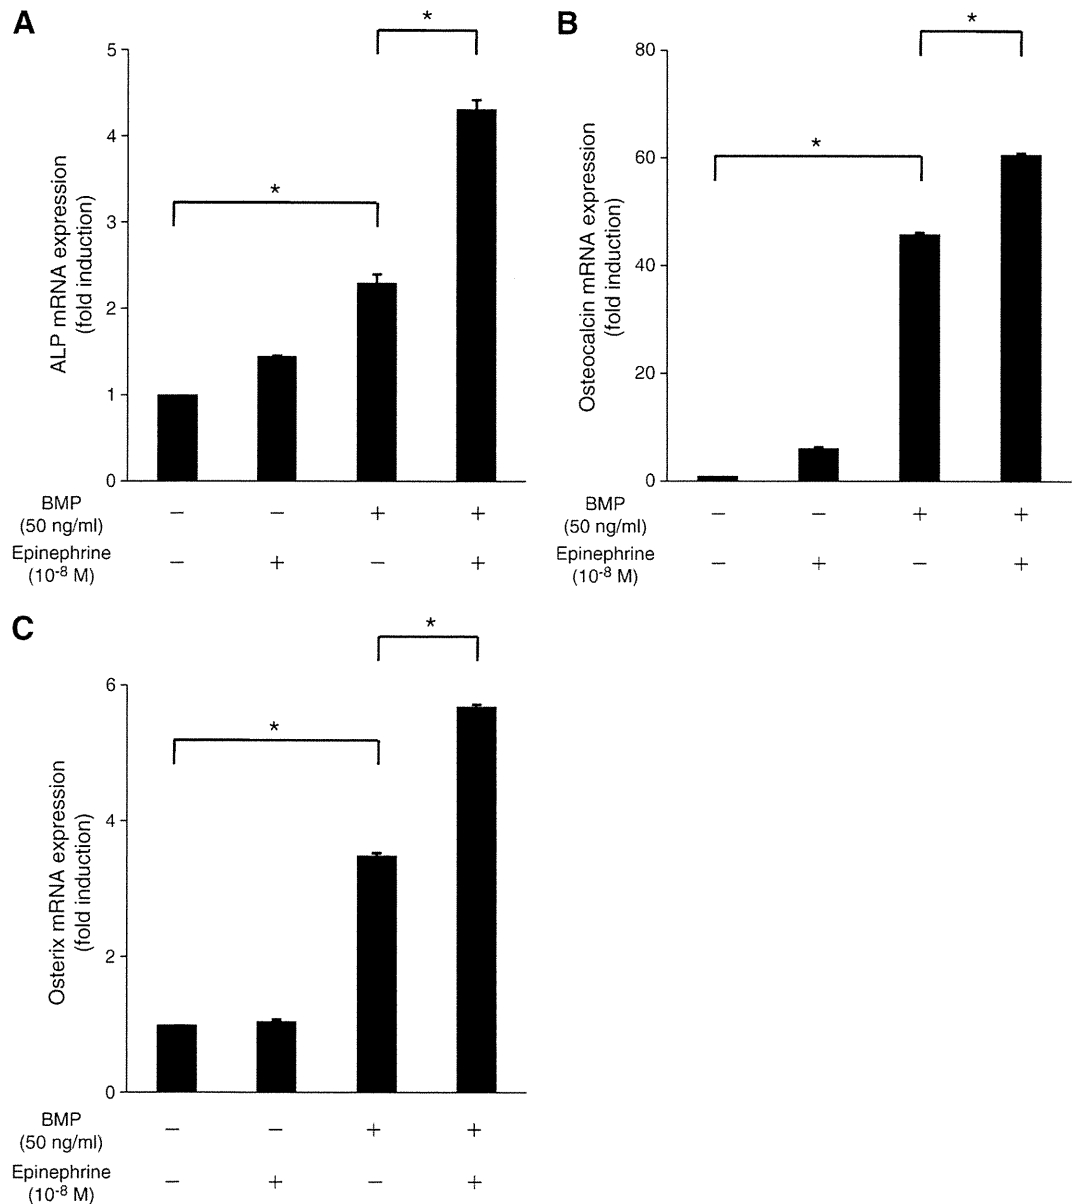 A
*
5
4
3
2
1
0
*
ALP mRNA expression
(fold induction)
BMP
(50 ng/ml)
− − + +
Epinephrine
(10-8 M)
− + − +
B
*
80
60
40
20
0
*
Osteocalcin mRNA expression
(fold induction)
BMP
(50 ng/ml)
− − + +
Epinephrine
(10-8 M)
− + − +
C
*
6
4
2
0
*
Osterix mRNA expression
(fold induction)
BMP
(50 ng/ml)
− − + +
Epinephrine
(10-8 M)
− + − +